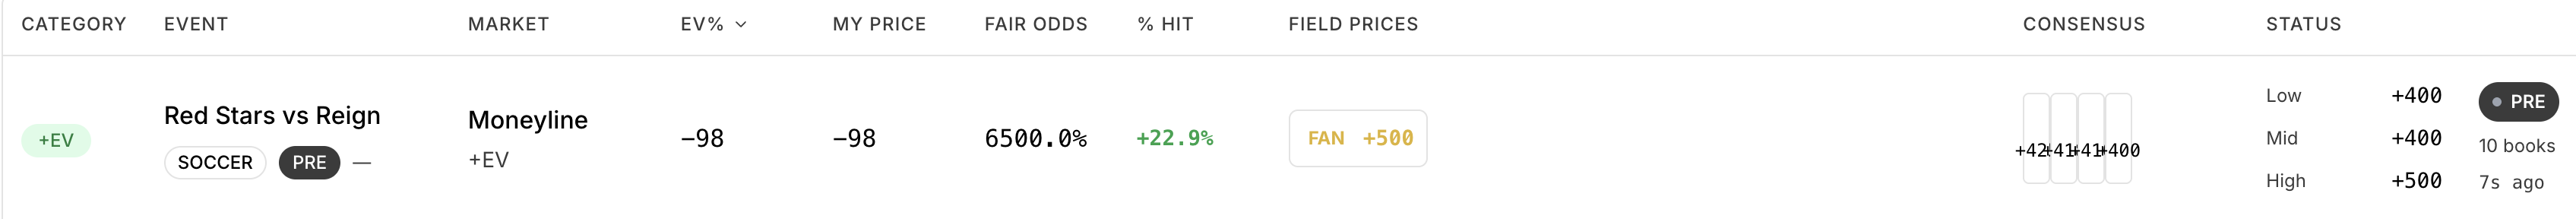 CATEGORY EVENT MARKET EV% MY PRICE FAIR ODDS % HIT FIELD PRICES CONSENSUS STATUS
+EV
Red Stars vs Reign
SOCCER PRE —
Moneyline
+EV
−98
−98
6500.0%
+22.9%
FAN +500
+42 +41 +41 +400
Low +400
Mid +400
High +500
PRE
10 books
7s ago